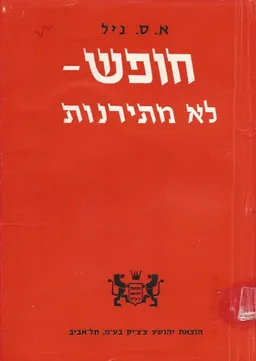 א. ס. ניל
חופש –
לא מתירנות
הוצאת יהושע צ'צ'יק בע"מ, תל־אביב